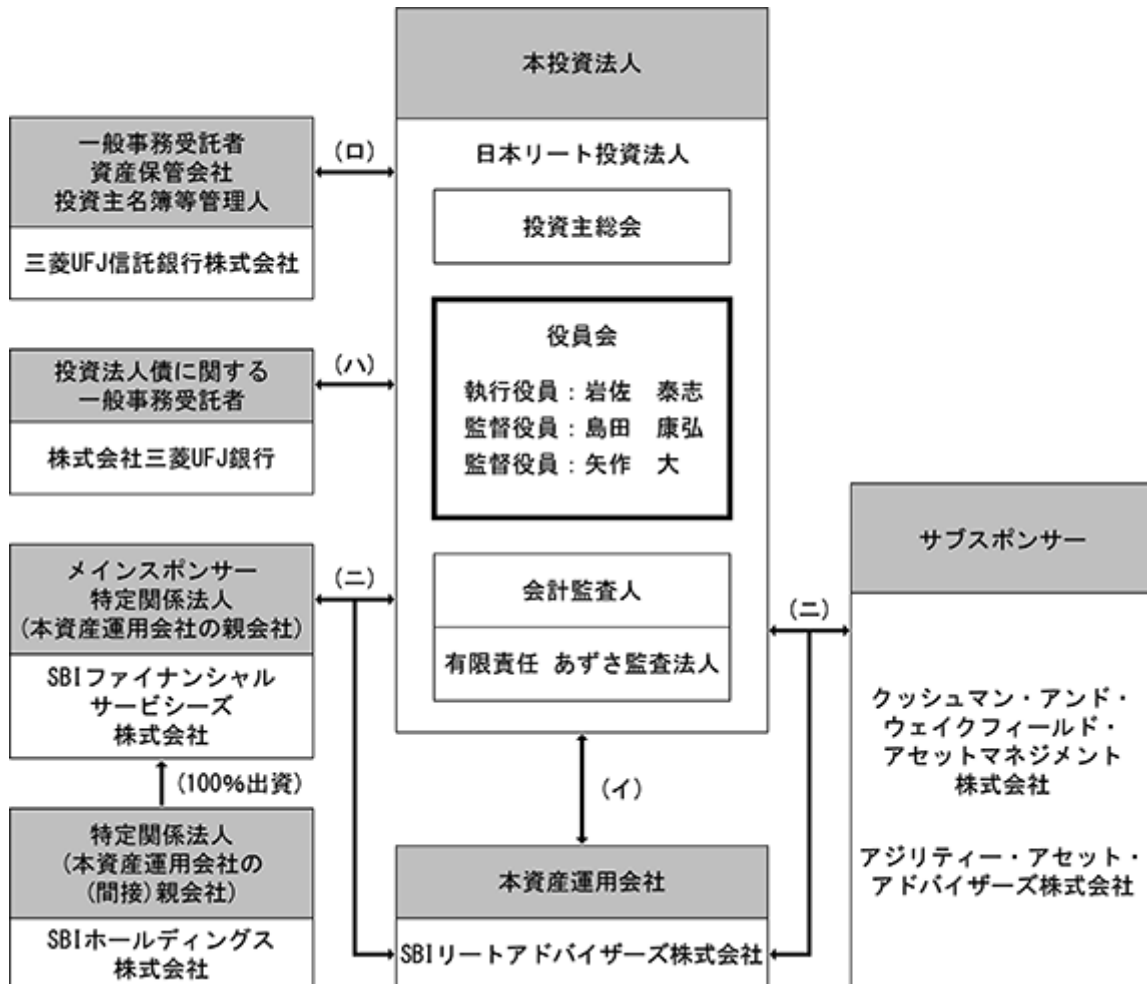 本投資法人
日本リート投資法人
投資主総会
役員会
執行役員：岩佐　泰志
監督役員：島田　康弘
監督役員：矢作　大
会計監査人
有限責任 あずさ監査法人
一般事務受託者
資産保管会社
投資主名簿等管理人
三菱UFJ信託銀行株式会社
(ロ)
投資法人債に関する
一般事務受託者
株式会社三菱UFJ銀行
(ハ)
メインスポンサー
特定関係法人
(本資産運用会社の親会社)
SBIファイナンシャル
サービシーズ
株式会社
(ニ)
(100%出資)
特定関係法人
(本資産運用会社の
(間接)親会社)
SBIホールディングス
株式会社
(イ)
本資産運用会社
SBIリートアドバイザーズ株式会社
(ニ)
サブスポンサー
クッシュマン・アンド・
ウェイクフィールド・
アセットマネジメント
株式会社
アジリティー・アセット・
アドバイザーズ株式会社